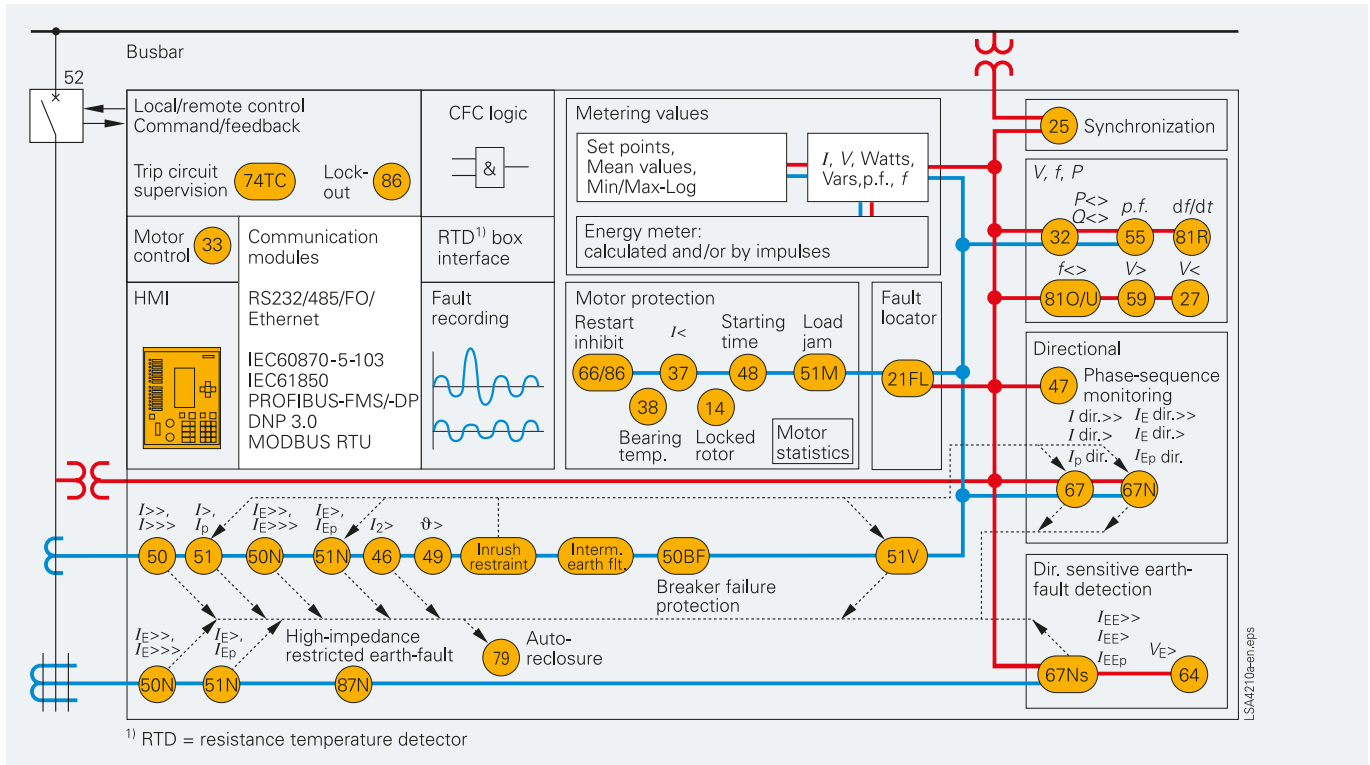 Busbar
52
Local/remote control
Command/feedback
Trip circuit
supervision
74TC
Lock-
out
86
CFC logic
&
Motor
control
33
Communication
modules
RS232/485/FO/
Ethernet
IEC60870-5-103
IEC61850
PROFIBUS-FMS/-DP
DNP 3.0
MODBUS RTU
RTD1) box
interface
HMI
Fault
recording
Metering values
Set points,
Mean values,
Min/Max-Log
I, V, Watts,
Vars,p.f., f
Energy meter:
calculated and/or by impulses
Motor protection
Restart
inhibit
I<
Starting
time
Load
jam
66/86
37
48
51M
38
14
Bearing
temp.
Locked
rotor
Motor
statistics
Fault
locator
21FL
25
Synchronization
V, f, P
P<>
Q<>
p.f.
df/dt
32
55
81R
f<>
V>
V<
81O/U
59
27
Directional
47
Phase-sequence
monitoring
I dir.>>
I dir.>
Ip dir.
IE dir.>>
IE dir.>
IEp dir.
67
67N
I>>,
I>>>
I>,
Ip
IE>>,
IE>>>
IE>,
IEp
I2>
ϑ>
50
51
50N
51N
46
49
Inrush
restraint
Interm.
earth flt.
50BF
51V
Breaker failure
protection
Dir. sensitive earth-
fault detection
IEE>>
IEE>
IEEp
VE>
67Ns
64
IE>>,
IE>>>
IE>,
IEp
High-impedance
restricted earth-fault
79
Auto-
reclosure
50N
51N
87N
LSA4210a-en.eps
1) RTD = resistance temperature detector